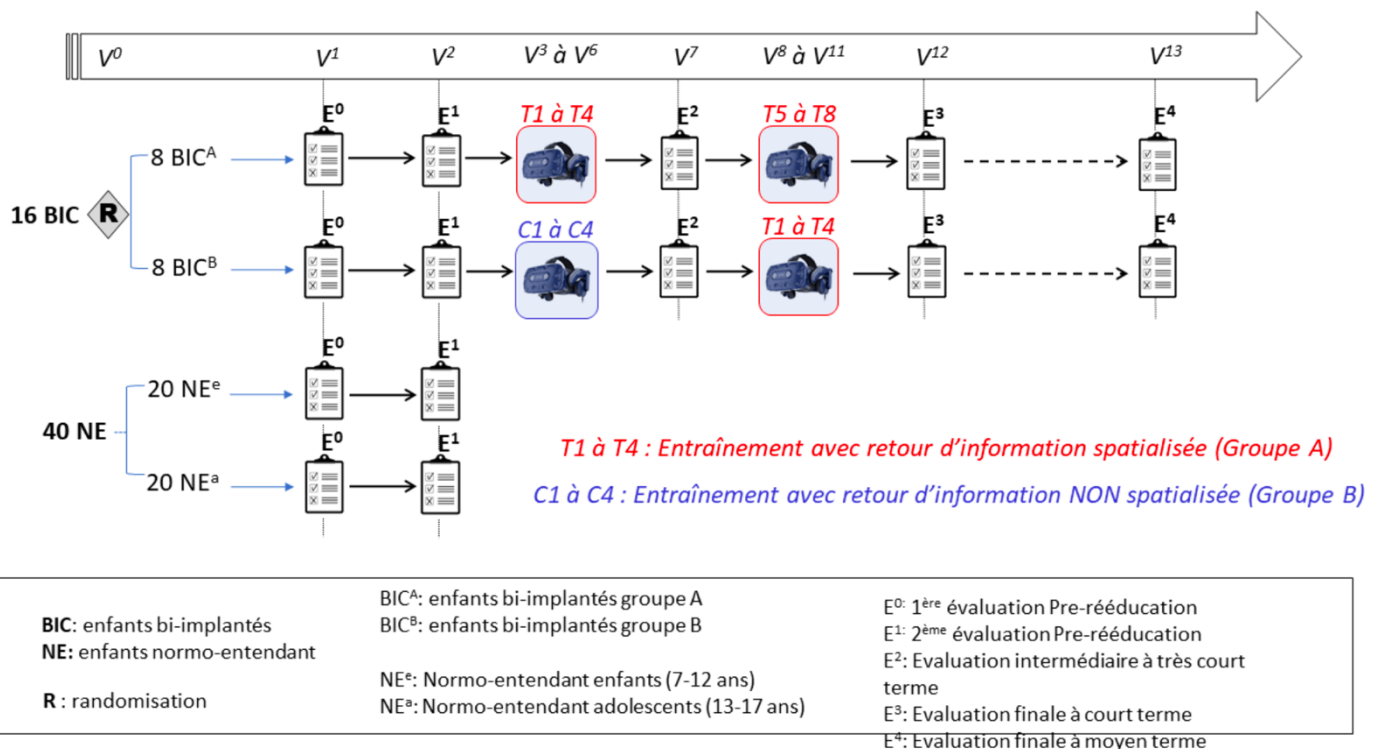 V⁰ V¹ V² V³ à V⁶ V⁷ V⁸ à V¹¹ V¹² V¹³
E⁰ E¹ T1 à T4 E² T5 à T8 E³ E⁴
8 BICᴬ
16 BIC R
E⁰ E¹ C1 à C4 E² T1 à T4 E³ E⁴
8 BICᴮ
E⁰ E¹
20 NEᵉ
40 NE
E⁰ E¹
20 NEᵃ
T1 à T4 : Entraînement avec retour d’information spatialisée (Groupe A)
C1 à C4 : Entraînement avec retour d’information NON spatialisée (Groupe B)
BIC: enfants bi-implantés
NE: enfants normo-entendant
R : randomisation
BICᴬ: enfants bi-implantés groupe A
BICᴮ: enfants bi-implantés groupe B
NEᵉ: Normo-entendant enfants (7-12 ans)
NEᵃ: Normo-entendant adolescents (13-17 ans)
E⁰: 1ère évaluation Pre-rééducation
E¹: 2ème évaluation Pre-rééducation
E²: Evaluation intermédiaire à très court
terme
E³: Evaluation finale à court terme
E⁴: Evaluation finale à moyen terme